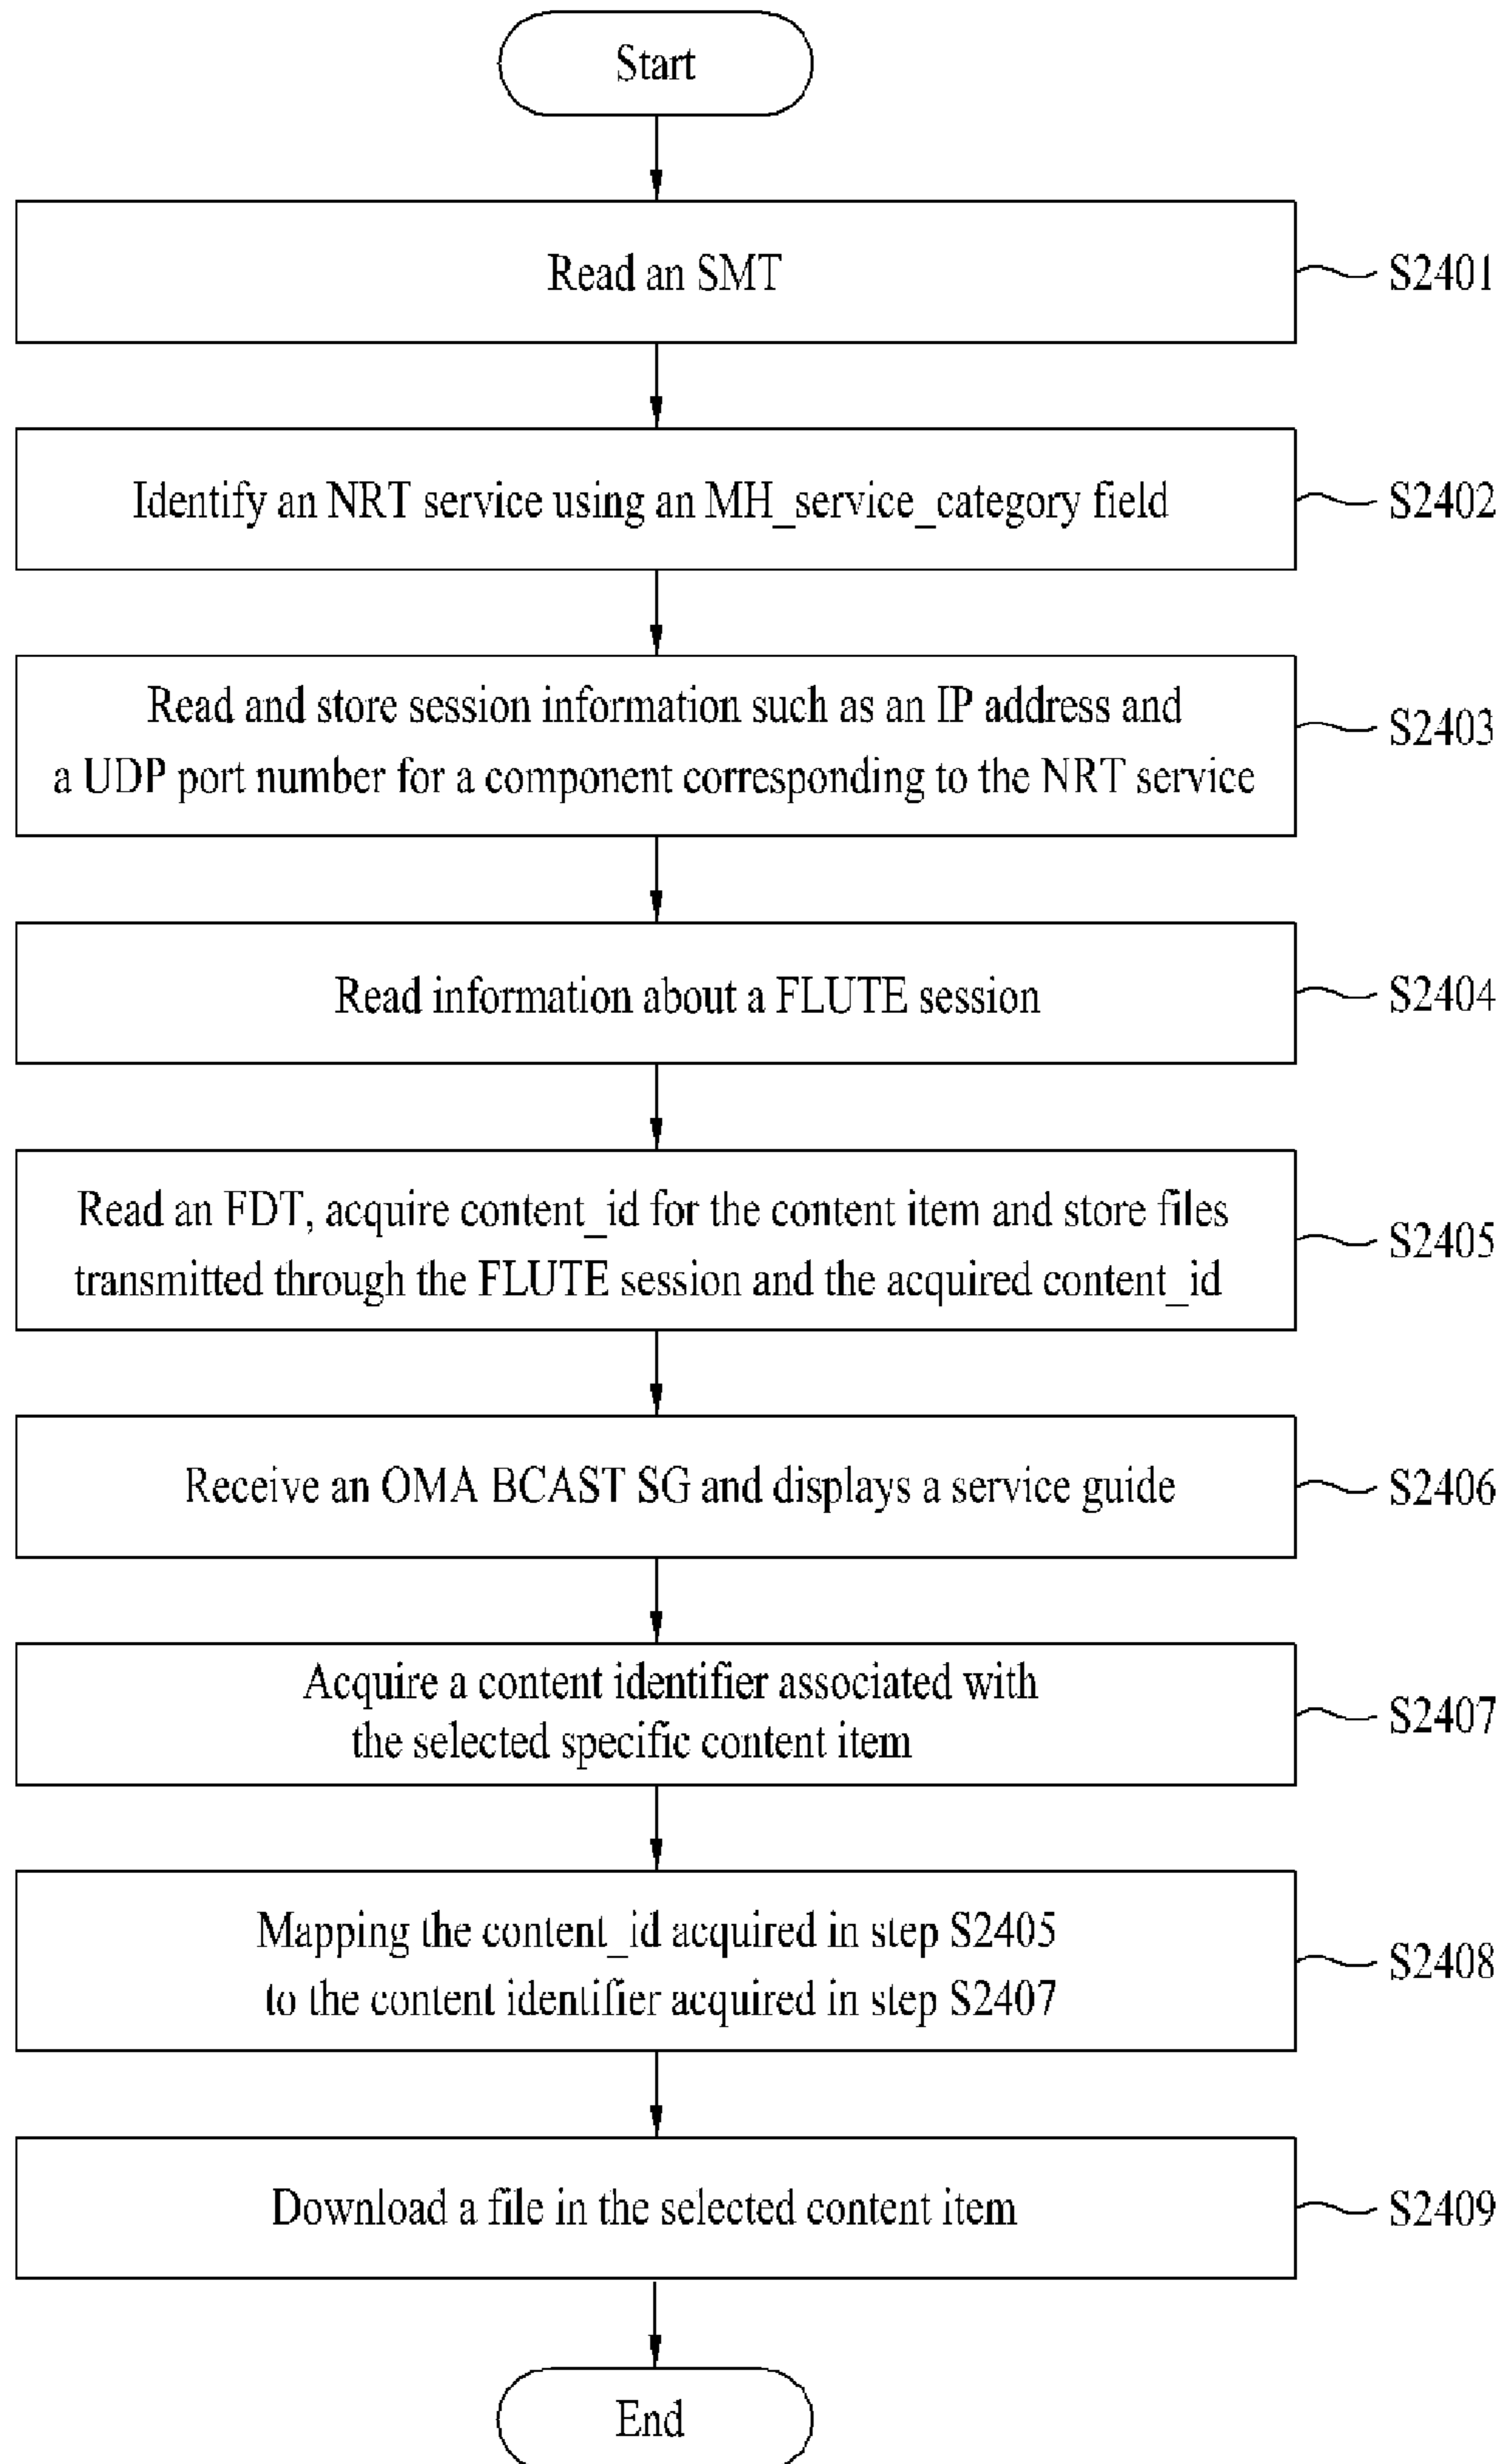 Start
Read an SMT
S2401
Identify an NRT service using an MH_service_category field
S2402
Read and store session information such as an IP address and
a UDP port number for a component corresponding to the NRT service
S2403
Read information about a FLUTE session
S2404
Read an FDT, acquire content_id for the content item and store files
transmitted through the FLUTE session and the acquired content_id
S2405
Receive an OMA BCAST SG and displays a service guide
S2406
Acquire a content identifier associated with
the selected specific content item
S2407
Mapping the content_id acquired in step S2405
to the content identifier acquired in step S2407
S2408
Download a file in the selected content item
S2409
End